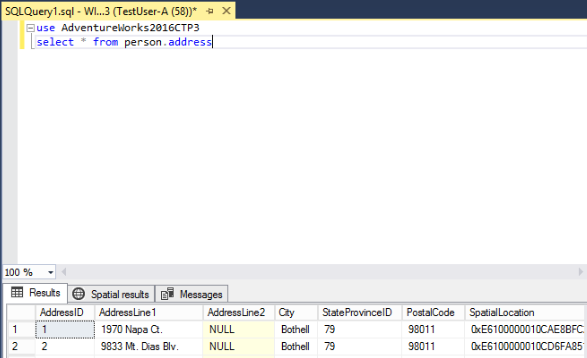 SQLQuery1.sql - WI...3 (TestUser-A (58))*
use AdventureWorks2016CTP3
select * from person.address
100 %
Results Spatial results Messages
AddressID AddressLine1 AddressLine2 City StateProvinceID PostalCode SpatialLocation
1 1 1970 Napa Ct. NULL Bothell 79 98011 0xE6100000010CAE8BFC
2 2 9833 Mt. Dias Blv. NULL Bothell 79 98011 0xE6100000010CD6FA85